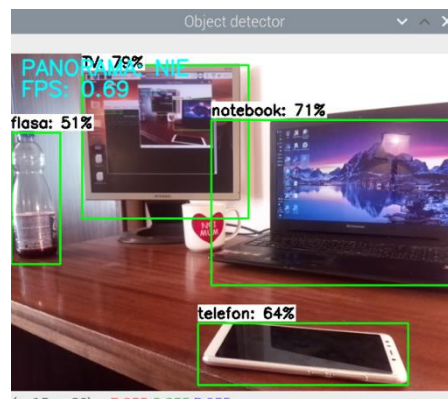 Object detector
TV: 79%
PANORAMA: NIE
FPS: 0.69
notebook: 71%
flasa: 51%
telefon: 64%